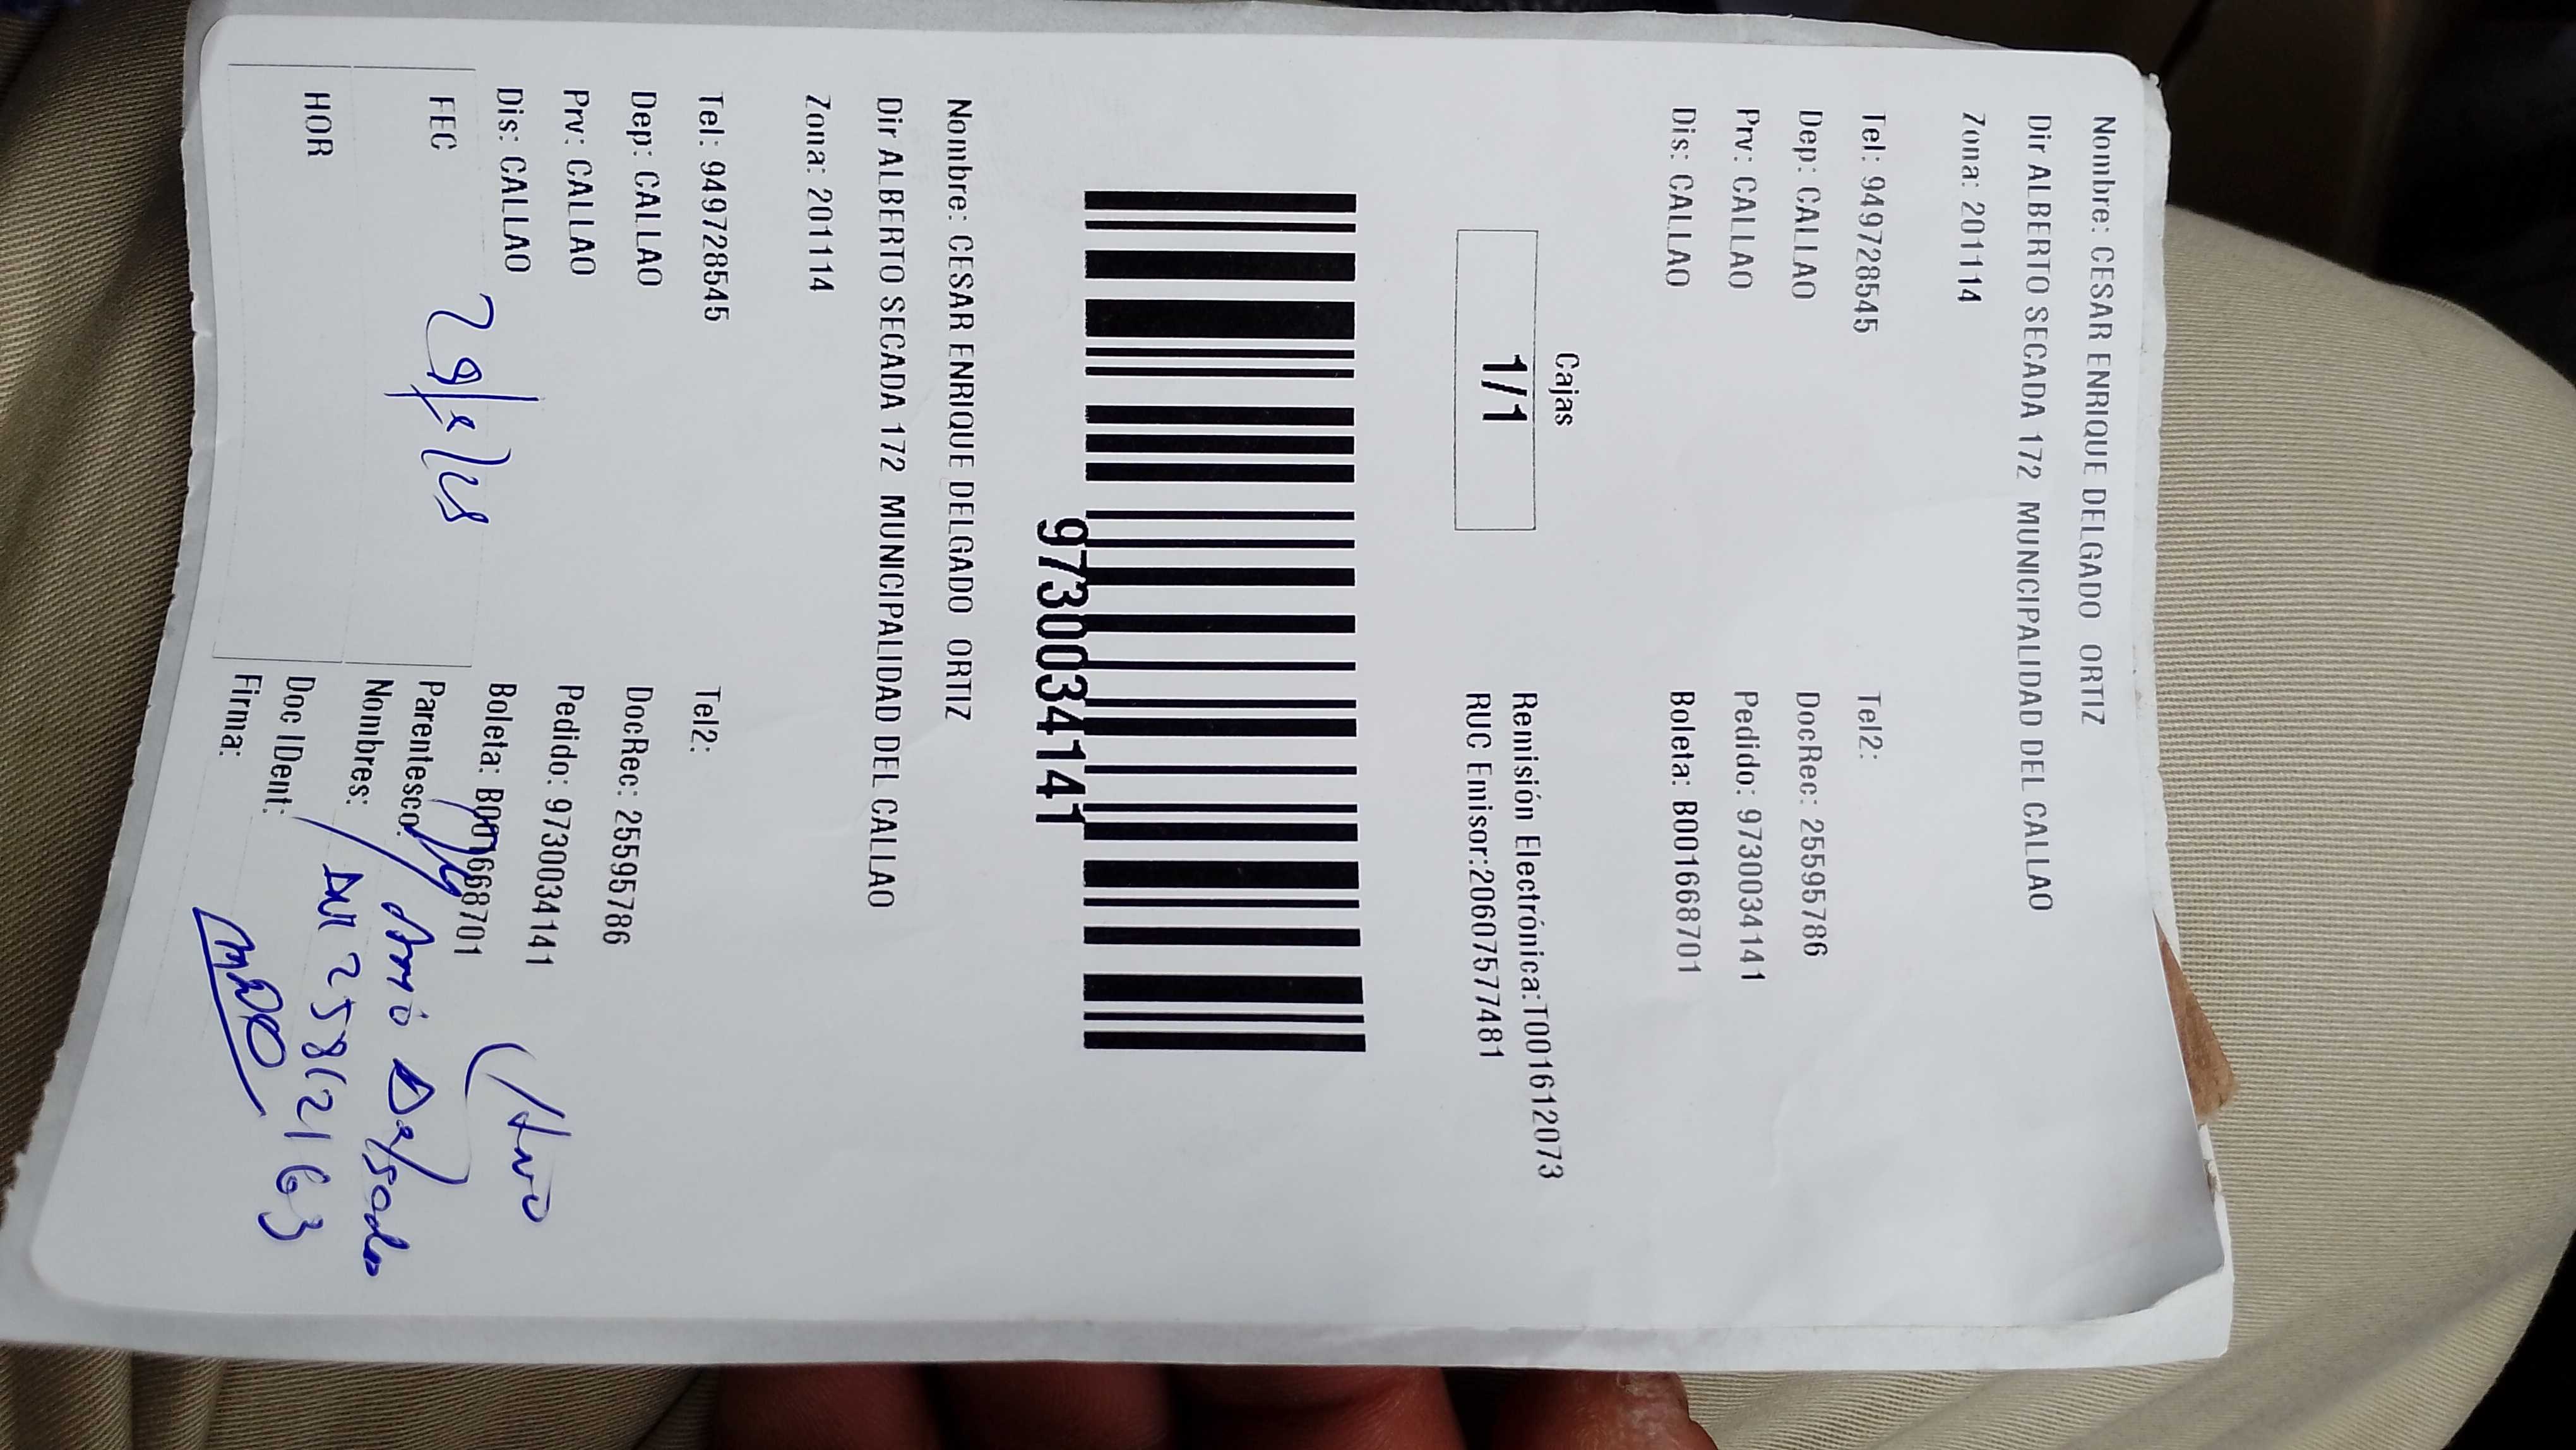 Nombre: CESAR ENRIQUE DELGADO ORTIZ
Dir ALBERTO SECADA 172 MUNICIPALIDAD DEL CALLAO
Zona: 201114
Tel: 949728545 Tel2:
Dep: CALLAO DocRec: 25595786
Prv: CALLAO Pedido: 9730034141
Dis: CALLAO Boleta: B001668701
Cajas
1/1
Remisión Electrónica:T001612073
RUC Emisor:20607577481
9730034141
Nombre: CESAR ENRIQUE DELGADO ORTIZ
Dir ALBERTO SECADA 172 MUNICIPALIDAD DEL CALLAO
Zona: 201114
Tel: 949728545 Tel2:
Dep: CALLAO DocRec: 25595786
Prv: CALLAO Pedido: 9730034141
Dis: CALLAO Boleta: B001668701
FEC Parentesco:
Nombres:
HOR Doc IDent:
Firma: